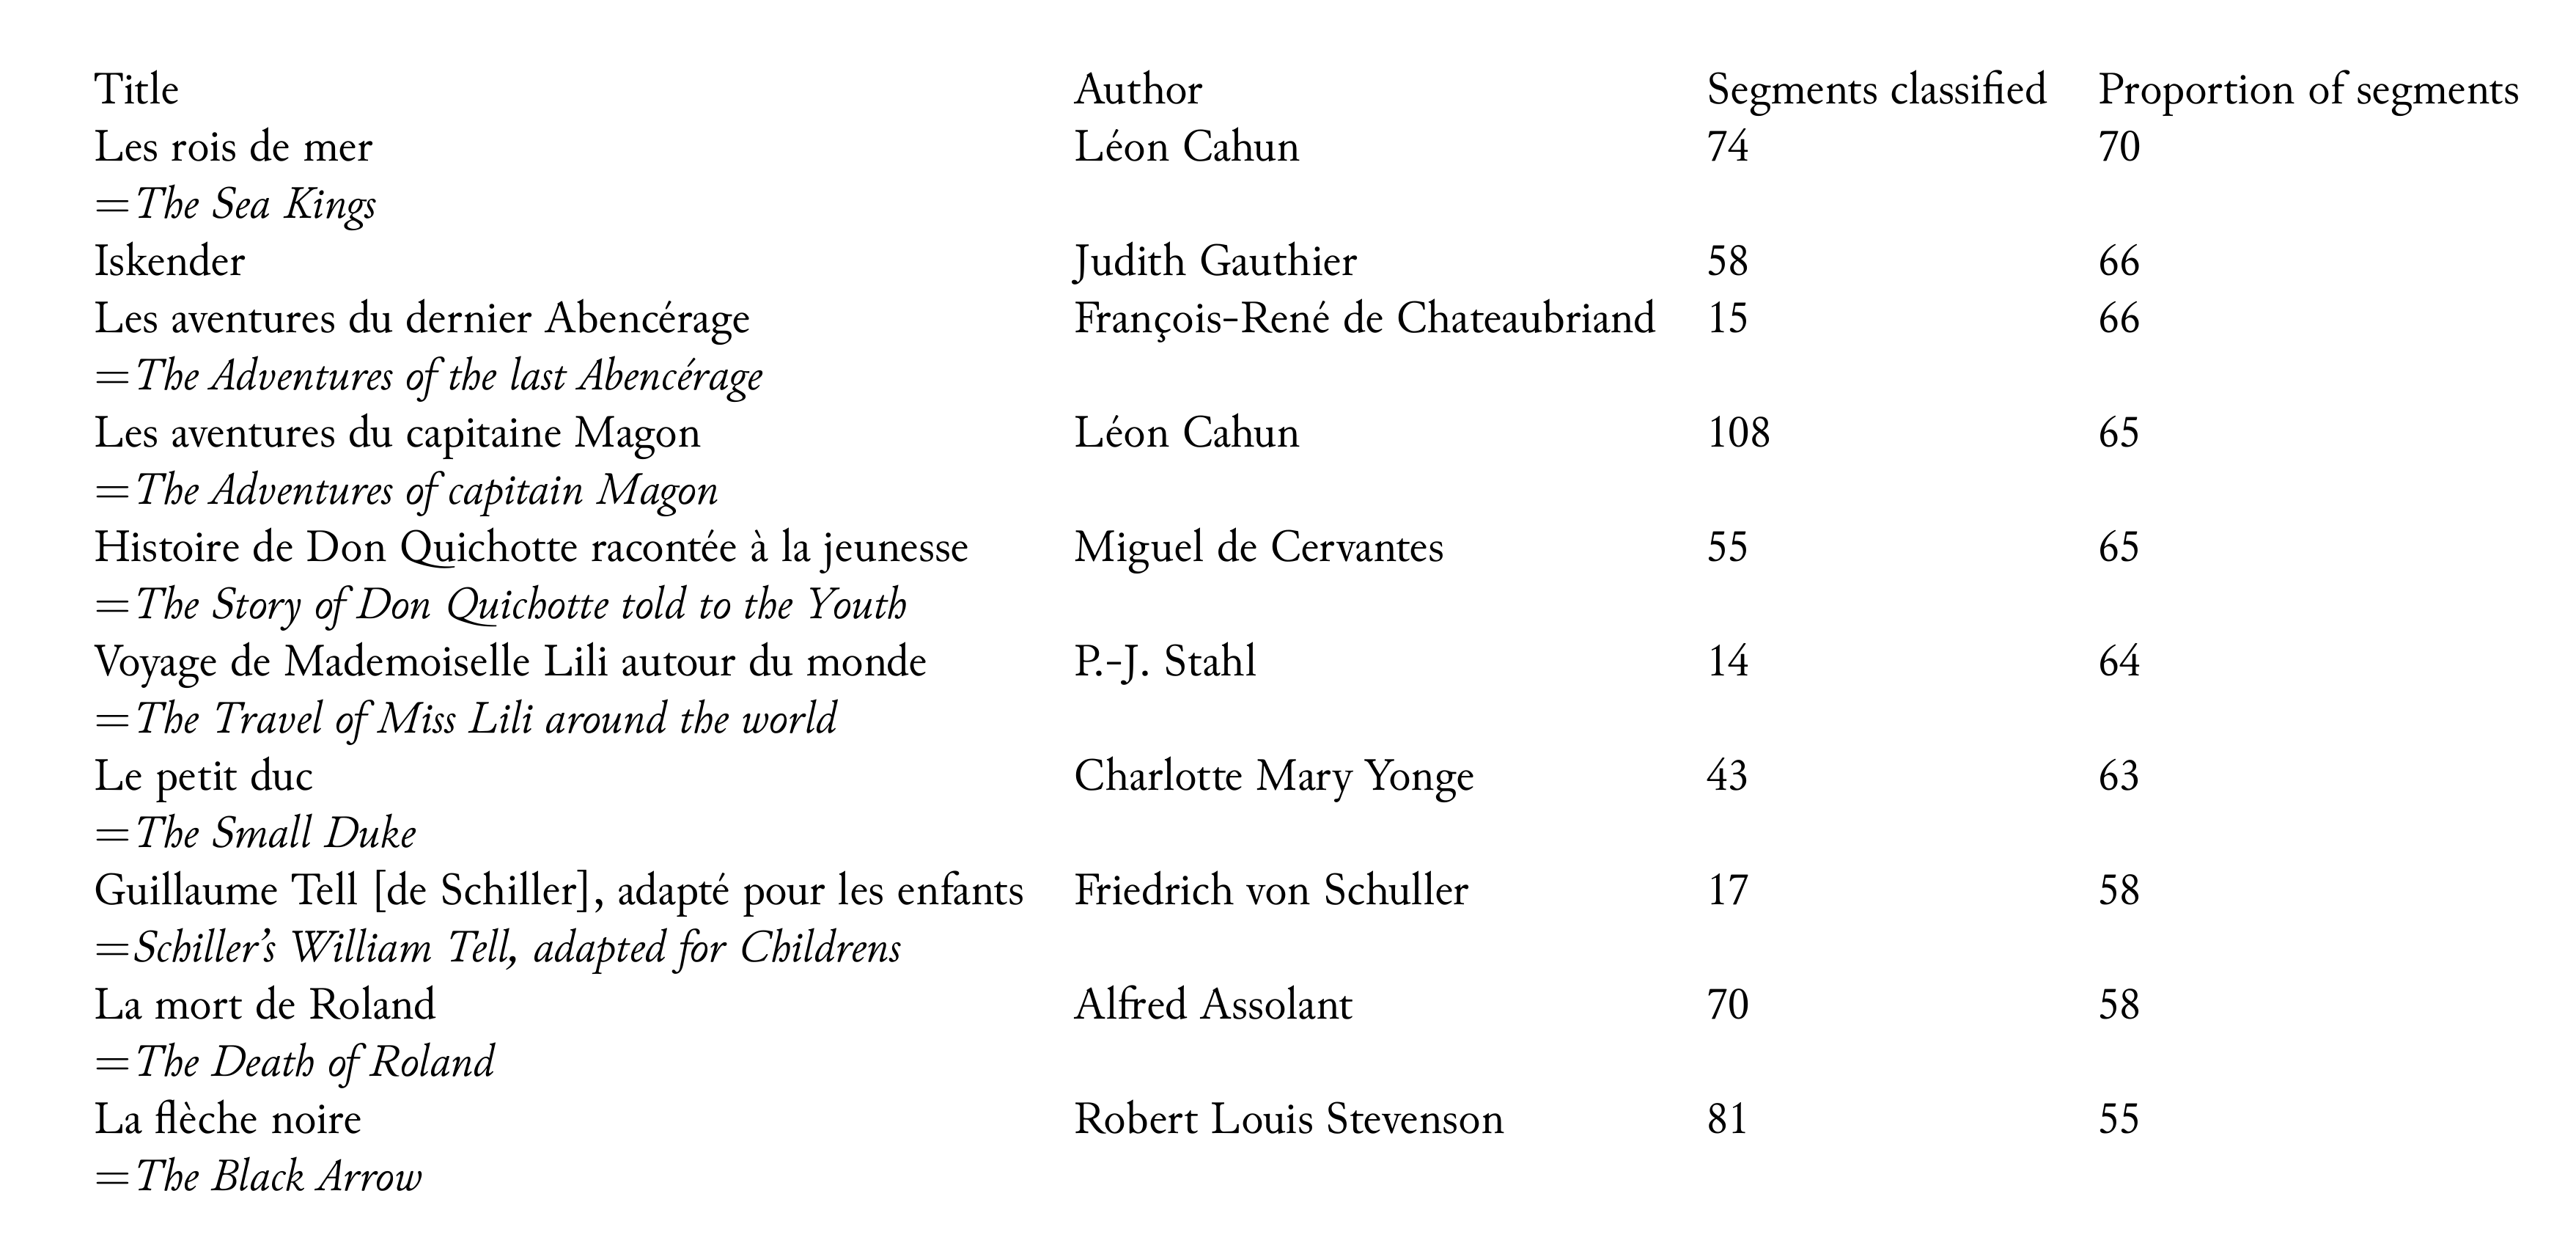 Title Author Segments classified Proportion of segments
Les rois de mer Léon Cahun 74 70
=The Sea Kings
Iskender Judith Gauthier 58 66
Les aventures du dernier Abencérage François-René de Chateaubriand 15 66
=The Adventures of the last Abencérage
Les aventures du capitaine Magon Léon Cahun 108 65
=The Adventures of capitain Magon
Histoire de Don Quichotte racontée à la jeunesse Miguel de Cervantes 55 65
=The Story of Don Quichotte told to the Youth
Voyage de Mademoiselle Lili autour du monde P.-J. Stahl 14 64
=The Travel of Miss Lili around the world
Le petit duc Charlotte Mary Yonge 43 63
=The Small Duke
Guillaume Tell [de Schiller], adapté pour les enfants Friedrich von Schuller 17 58
=Schiller’s William Tell, adapted for Childrens
La mort de Roland Alfred Assolant 70 58
=The Death of Roland
La flèche noire Robert Louis Stevenson 81 55
=The Black Arrow